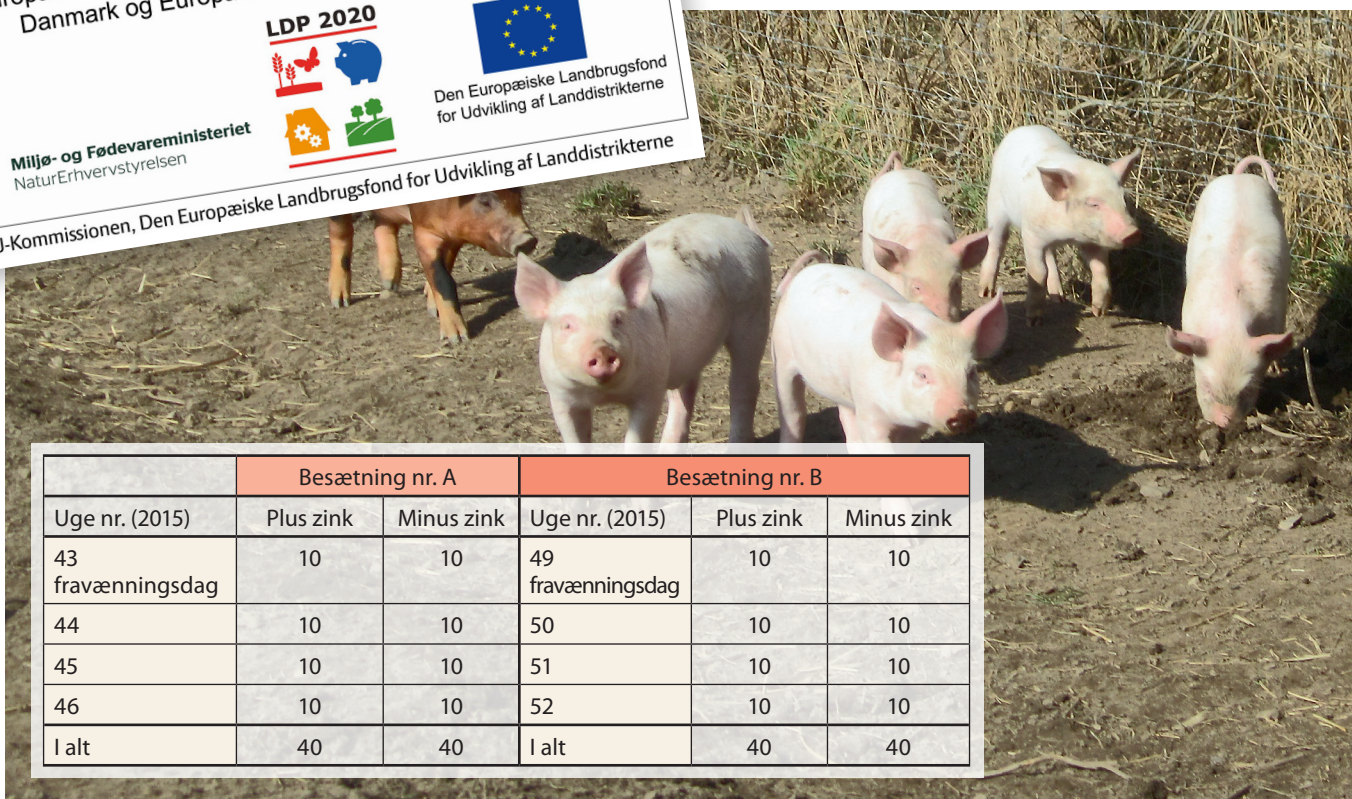 Danmark og Europa
LDP 2020
Den Europæiske Landbrugsfond
for Udvikling af Landdistrikterne
Miljø- og Fødevareministeriet
NaturErhvervstyrelsen
U-Kommissionen, Den Europæiske Landbrugsfond for Udvikling af Landdistrikterne
Besætning nr. A Besætning nr. B
Uge nr. (2015) Plus zink Minus zink Uge nr. (2015) Plus zink Minus zink
43 10 10 49 10 10
fravænningsdag fravænningsdag
44 10 10 50 10 10
45 10 10 51 10 10
46 10 10 52 10 10
I alt 40 40 I alt 40 40